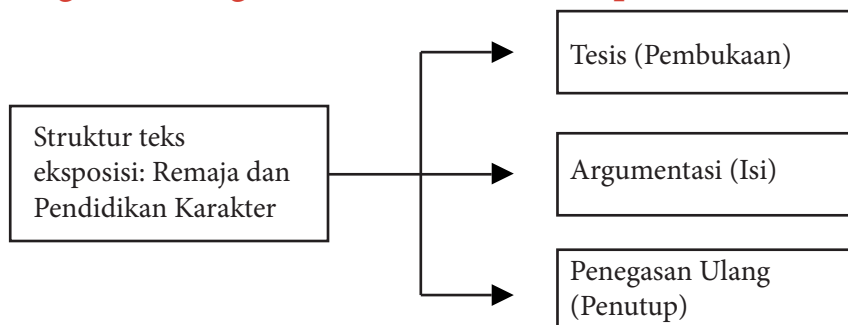 Struktur teks
eksposisi: Remaja dan
Pendidikan Karakter
Tesis (Pembukaan)
Argumentasi (Isi)
Penegasan Ulang
(Penutup)